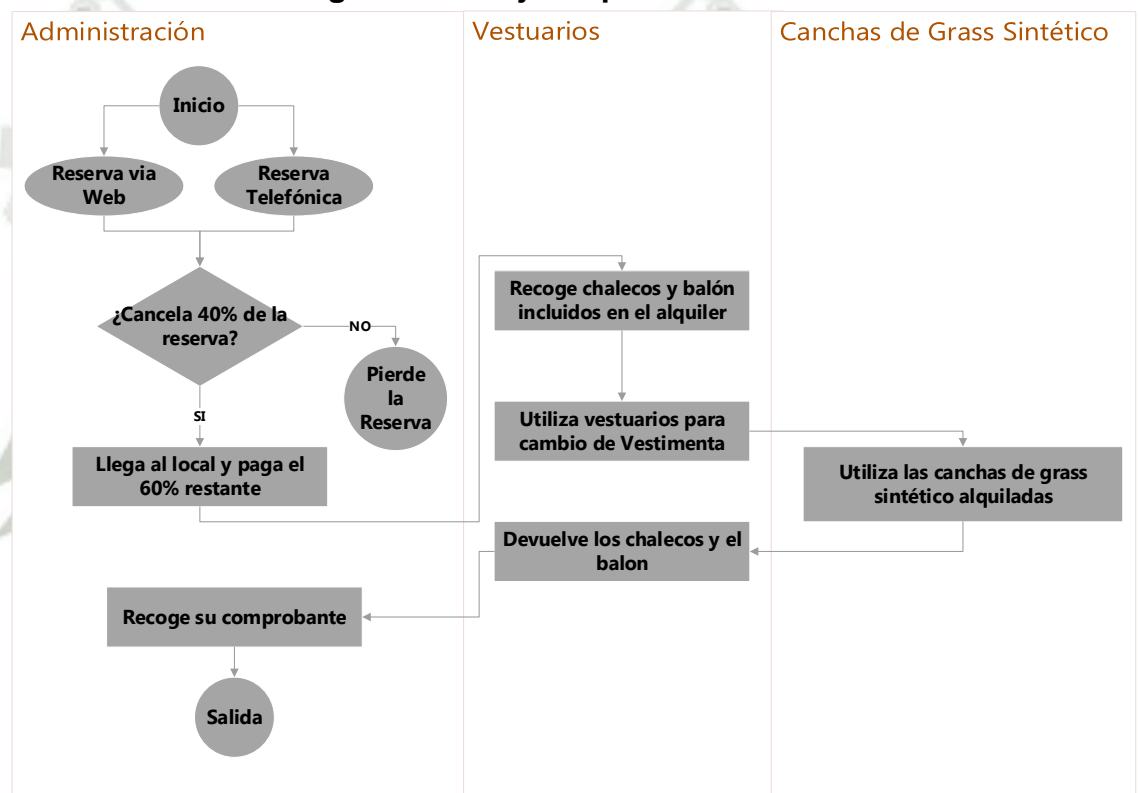 Administración
Vestuarios
Canchas de Grass Sintético
Inicio
Reserva via
Web
Reserva
Telefónica
¿Cancela 40% de la
reserva?
NO
Pierde
la
Reserva
SI
Llega al local y paga el
60% restante
Recoge chalecos y balón
incluidos en el alquiler
Utiliza vestuarios para
cambio de Vestimenta
Utiliza las canchas de grass
sintético alquiladas
Devuelve los chalecos y el
balon
Recoge su comprobante
Salida